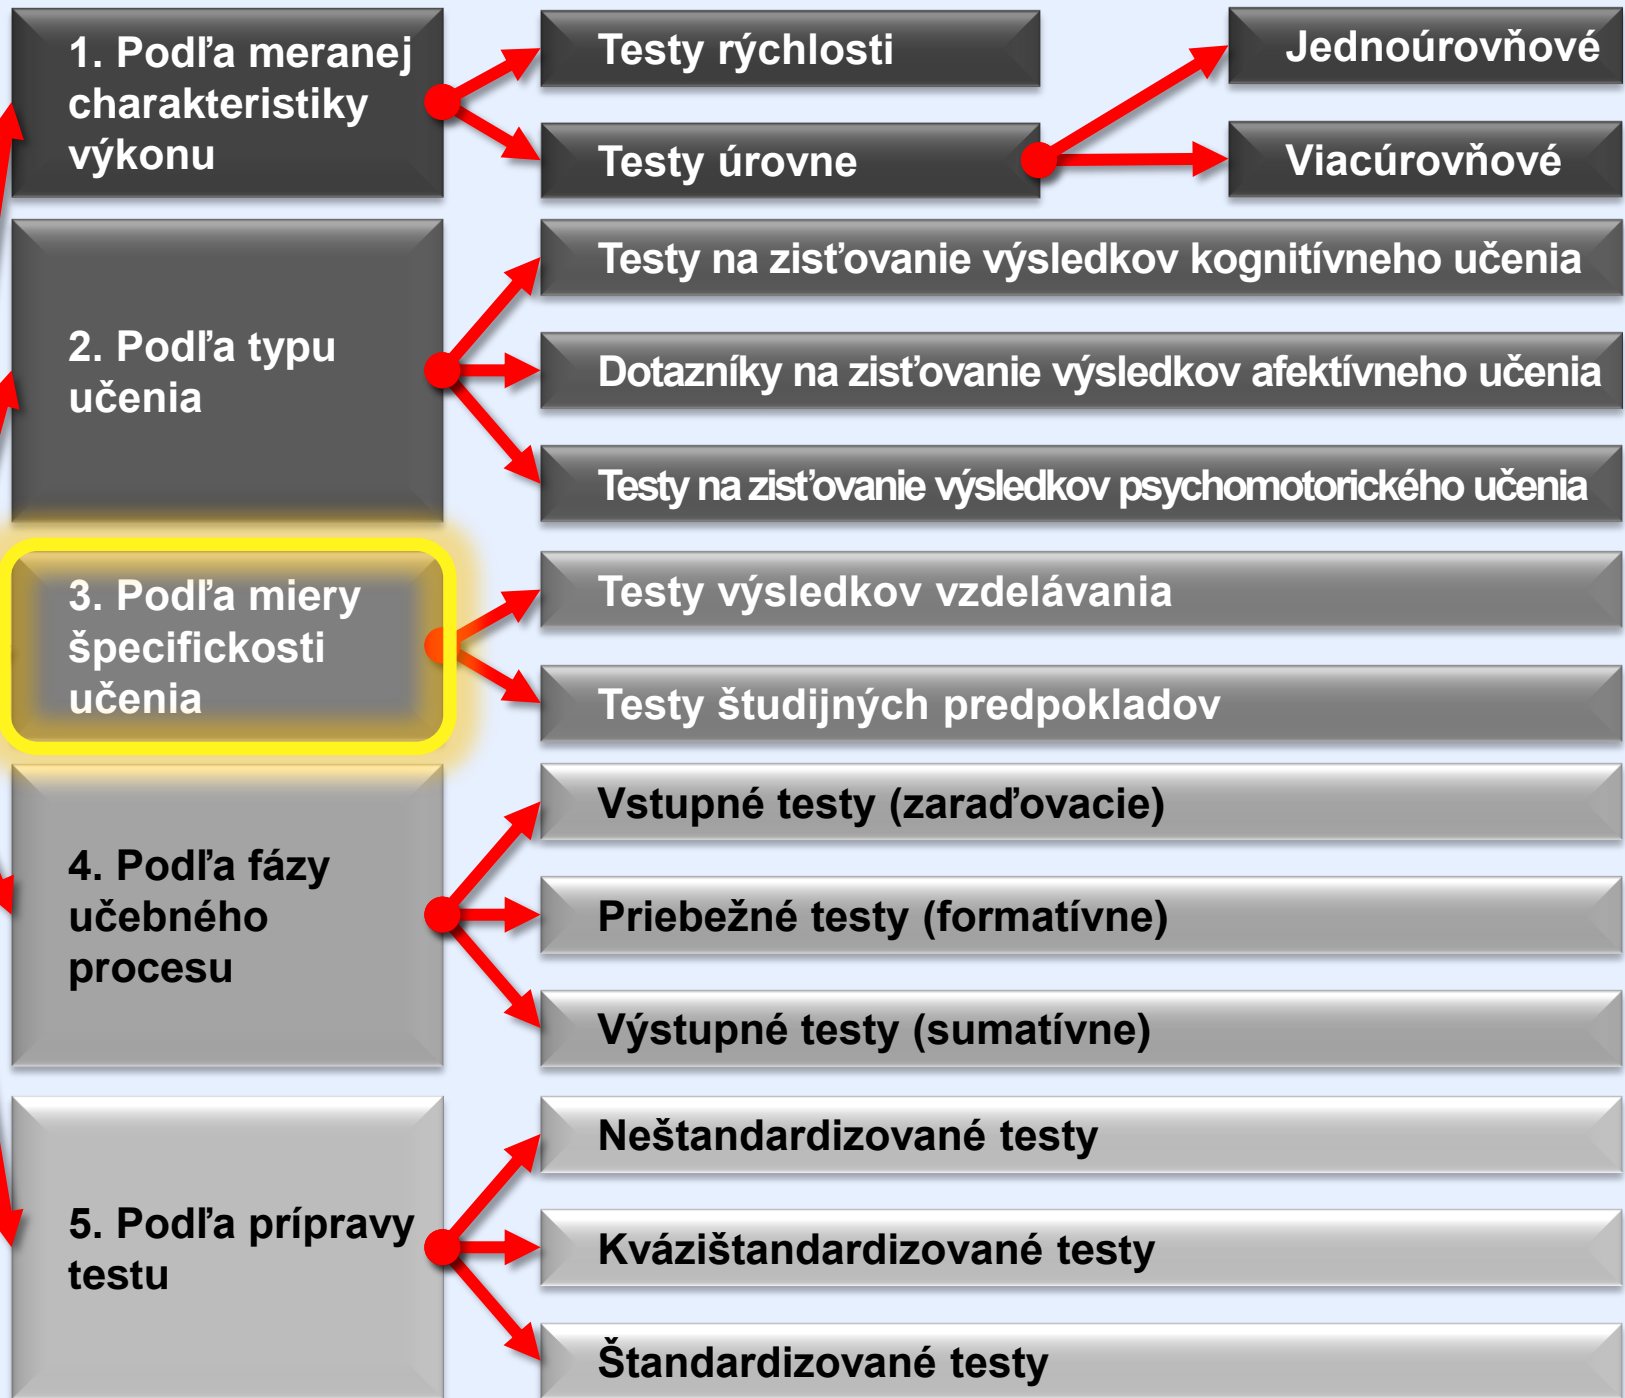 1. Podľa meranej
charakteristiky
výkonu
Testy rýchlosti
Testy úrovne
Jednoúrovňové
Viacúrovňové
2. Podľa typu
učenia
Testy na zisťovanie výsledkov kognitívneho učenia
Dotazníky na zisťovanie výsledkov afektívneho učenia
Testy na zisťovanie výsledkov psychomotorického učenia
3. Podľa miery
špecifickosti
učenia
Testy výsledkov vzdelávania
Testy študijných predpokladov
4. Podľa fázy
učebného
procesu
Vstupné testy (zaraďovacie)
Priebežné testy (formatívne)
Výstupné testy (sumatívne)
5. Podľa prípravy
testu
Neštandardizované testy
Kvázištandardizované testy
Štandardizované testy